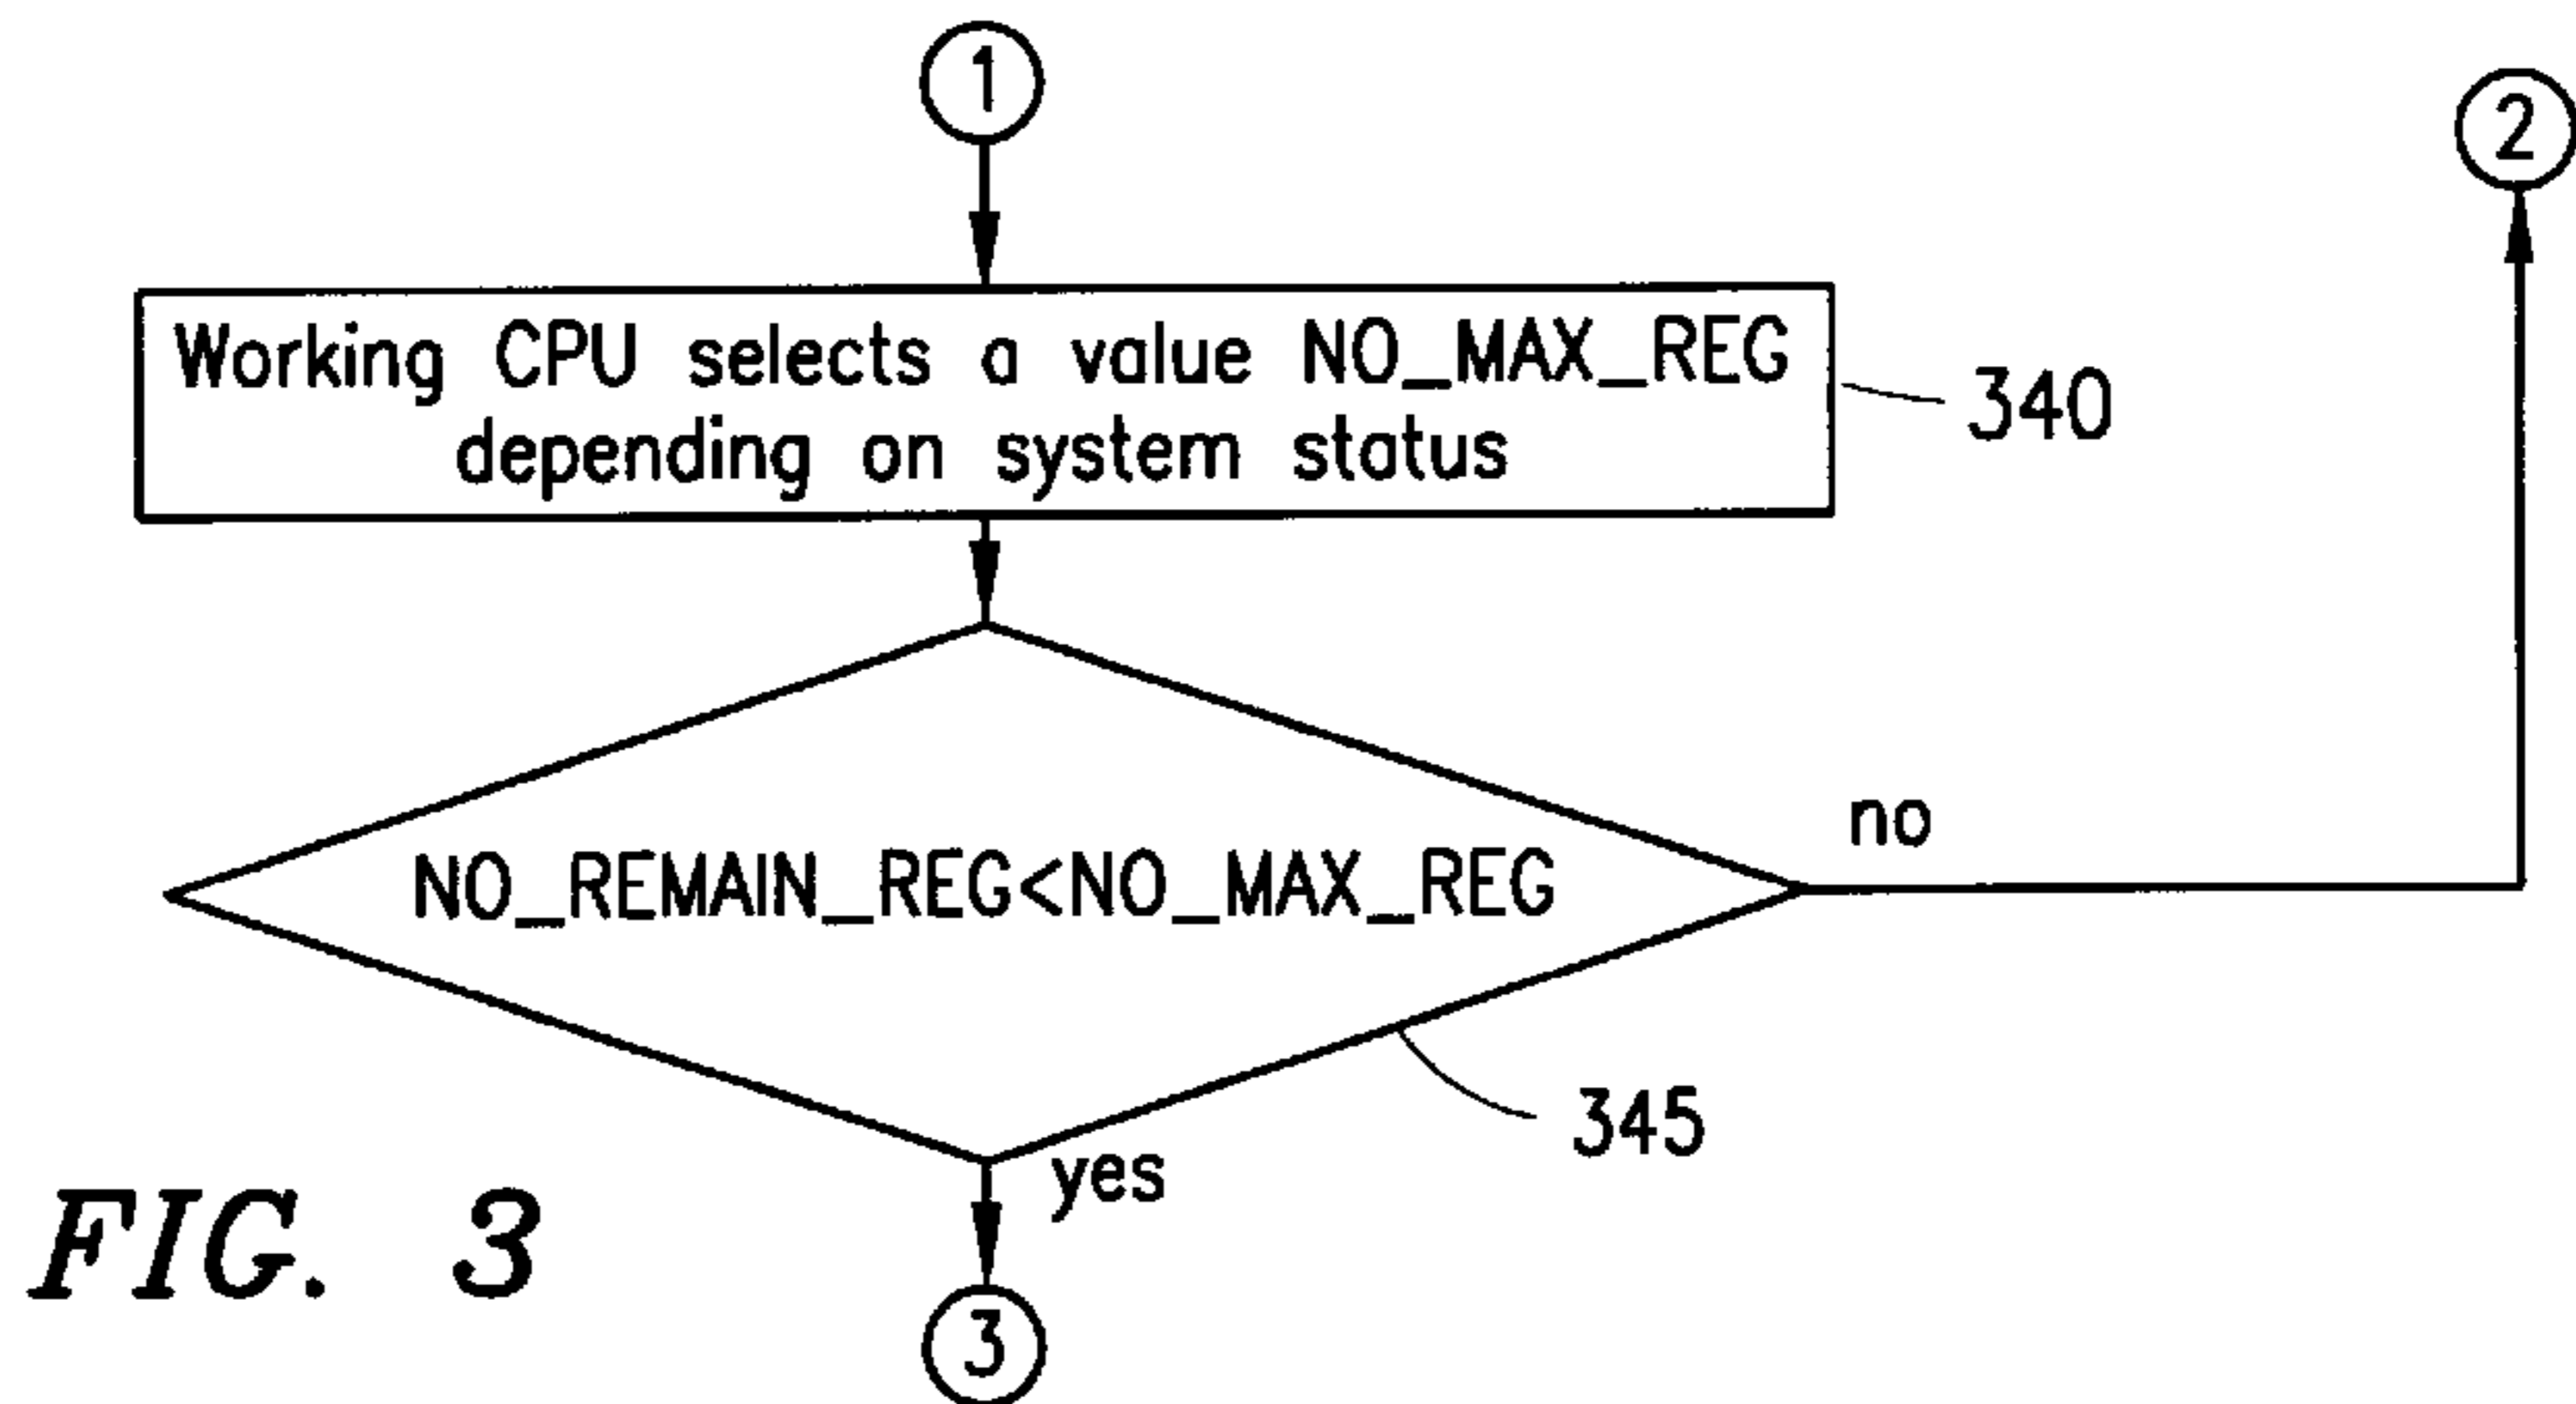 1
2
Working CPU selects a value NO_MAX_REG
depending on system status
340
NO_REMAIN_REG<NO_MAX_REG
no
345
yes
FIG. 3
3